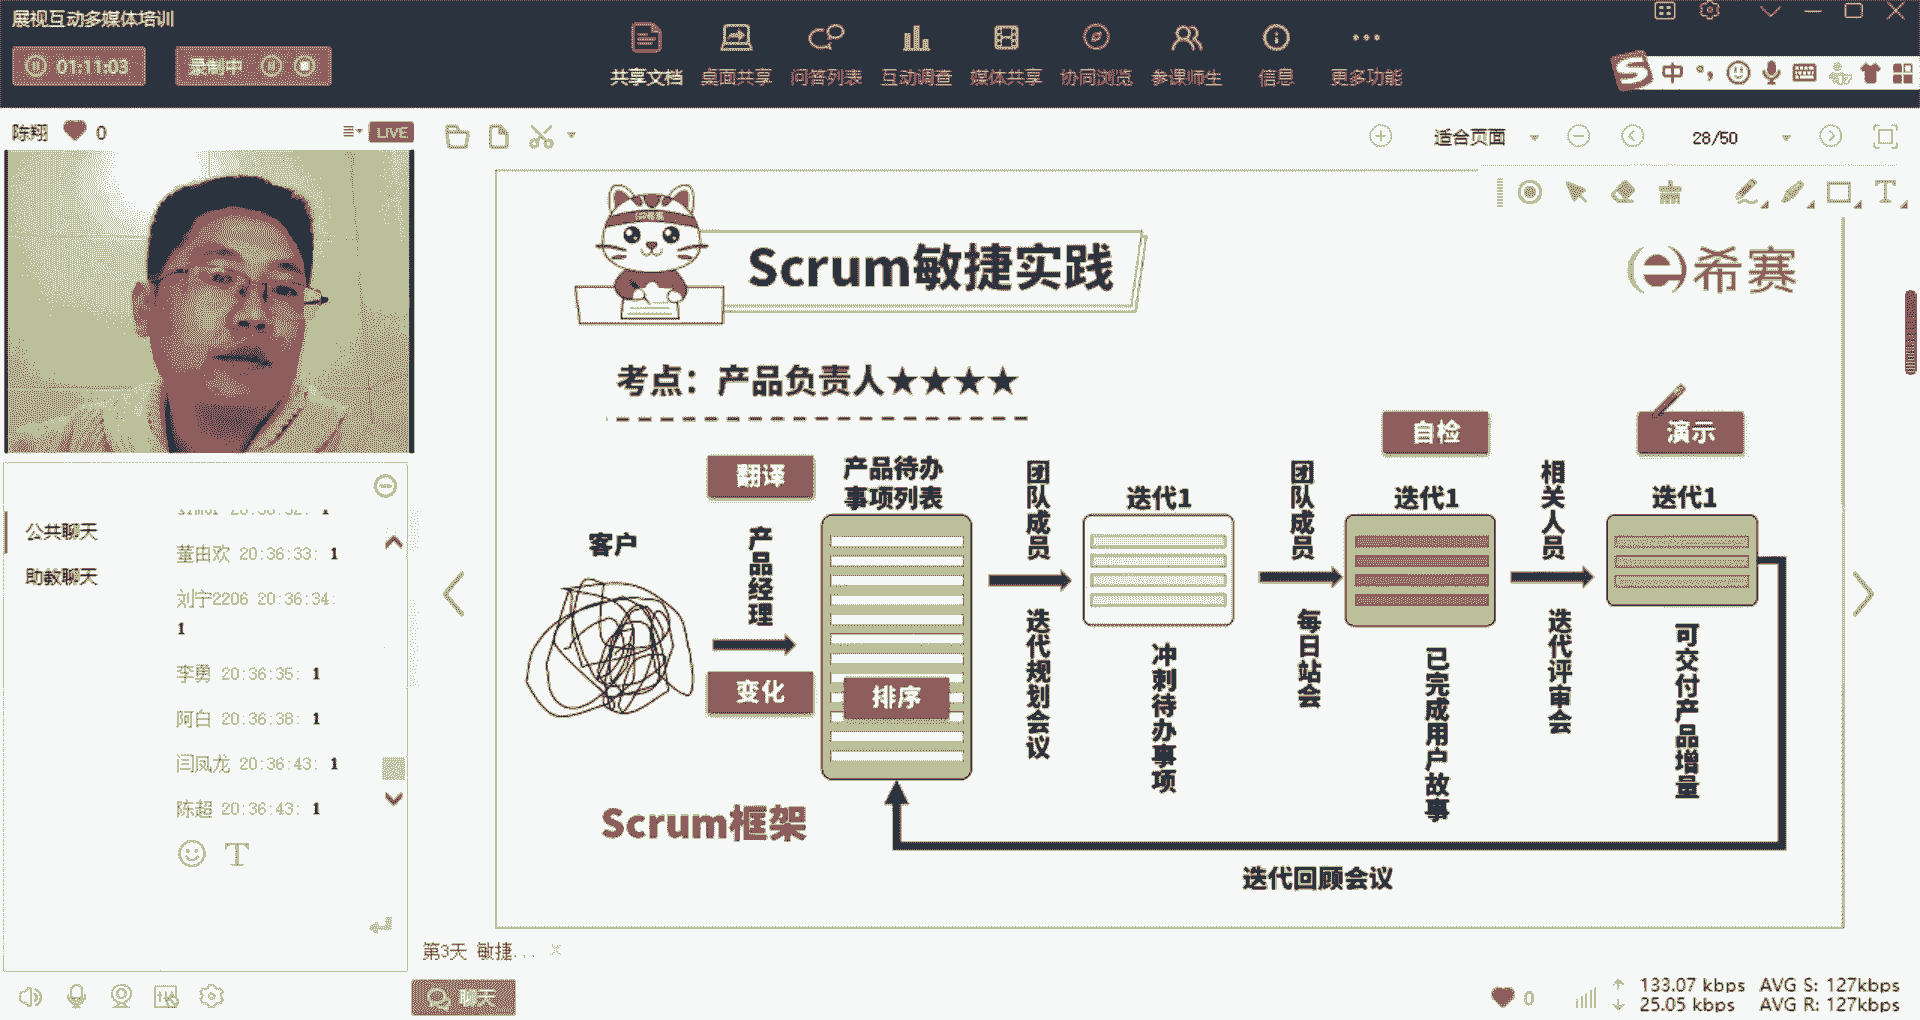 展视互动多媒体培训
01:11:03
录制中
共享文档 桌面共享 问答列表 互动调查 媒体共享 协同浏览 参课师生 信息 更多功能
中
陈翔 0
LIVE
适合页面
28/50
公共聊天
助教聊天
董由欢 20:36:33: 1
刘宁2206 20:36:34:
1
李勇 20:36:35: 1
阿白 20:36:38: 1
闫凤龙 20:36:43: 1
陈超 20:36:43: 1
Scrum敏捷实践
希赛
考点：产品负责人★★★★
客户
翻译
产品经理
变化
产品待办
事项列表
排序
团队成员
迭代规划会议
迭代1
冲刺待办事项
团队成员
每日站会
自检
迭代1
已完成用户故事
相关人员
迭代评审会
演示
迭代1
可交付产品增量
Scrum框架
迭代回顾会议
第3天 敏捷...
聊天
0
133.07 kbps AVG S: 127kbps
25.05 kbps AVG R: 127kbps